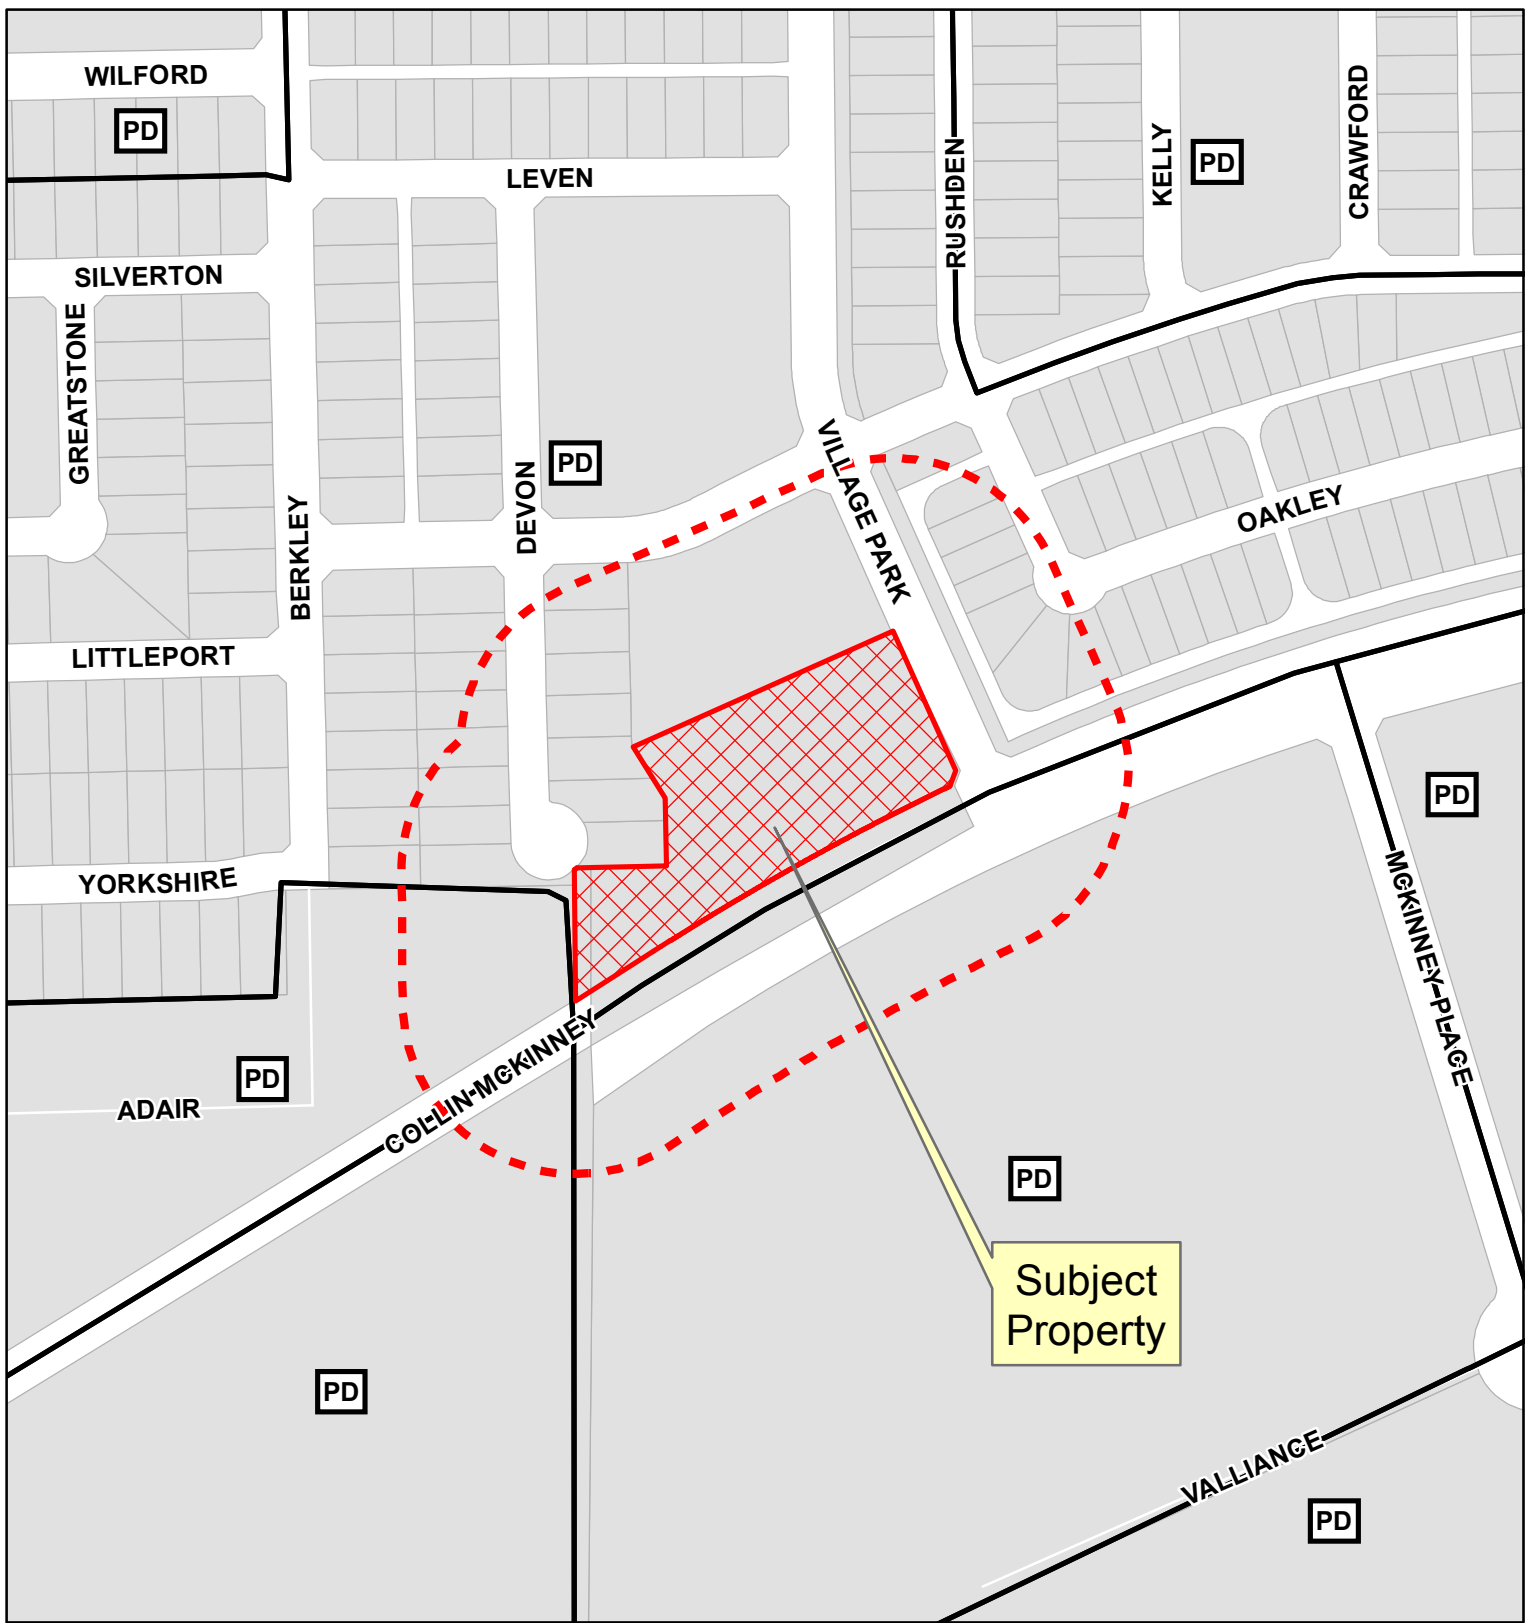 WILFORD
PD
LEVEN
RUSHDEN
KELLY
PD
CRAWFORD
SILVERTON
GREATSTONE
BERKLEY
DEVON
PD
VILLAGE PARK
OAKLEY
LITTLEPORT
PD
YORKSHIRE
MCKINNEY PLACE
COLLIN MCKINNEY
PD
ADAIR
PD
Subject
Property
PD
VALLIANCE
PD